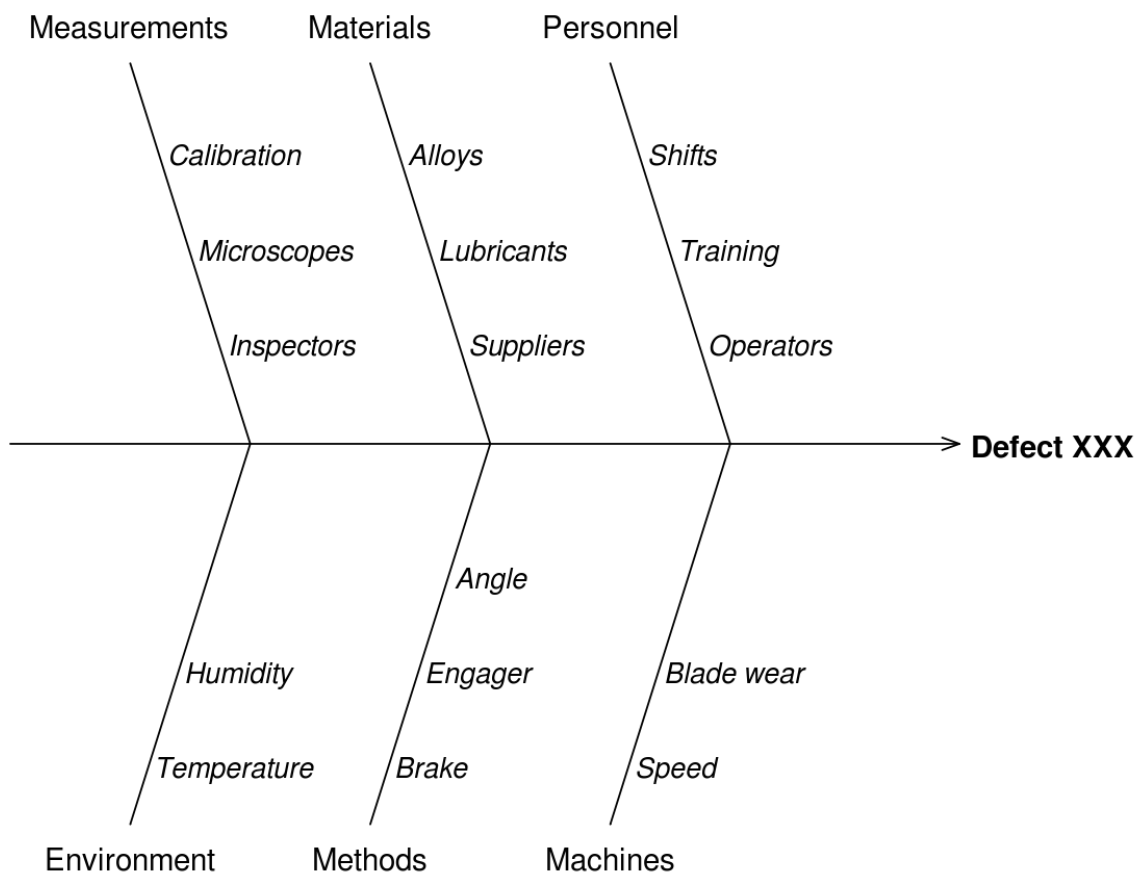 Measurements
Materials
Personnel
Calibration
Alloys
Shifts
Microscopes
Lubricants
Training
Inspectors
Suppliers
Operators
Defect XXX
Angle
Humidity
Engager
Blade wear
Temperature
Brake
Speed
Environment
Methods
Machines